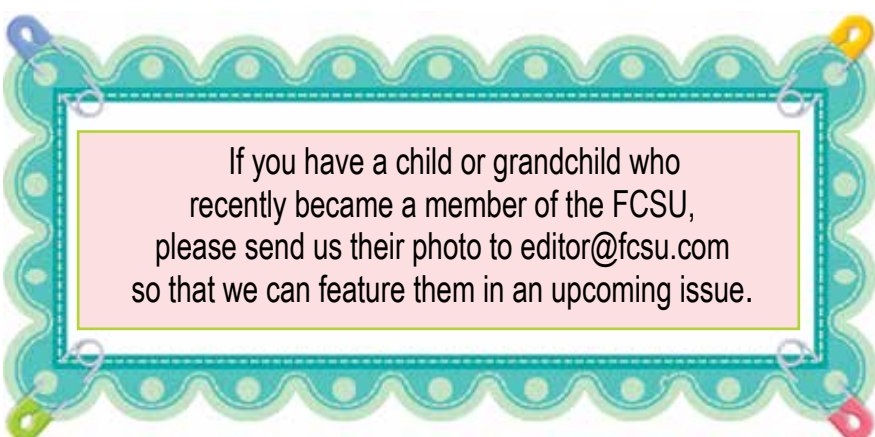 If you have a child or grandchild who
recently became a member of the FCSU,
please send us their photo to editor@fcsu.com
so that we can feature them in an upcoming issue.